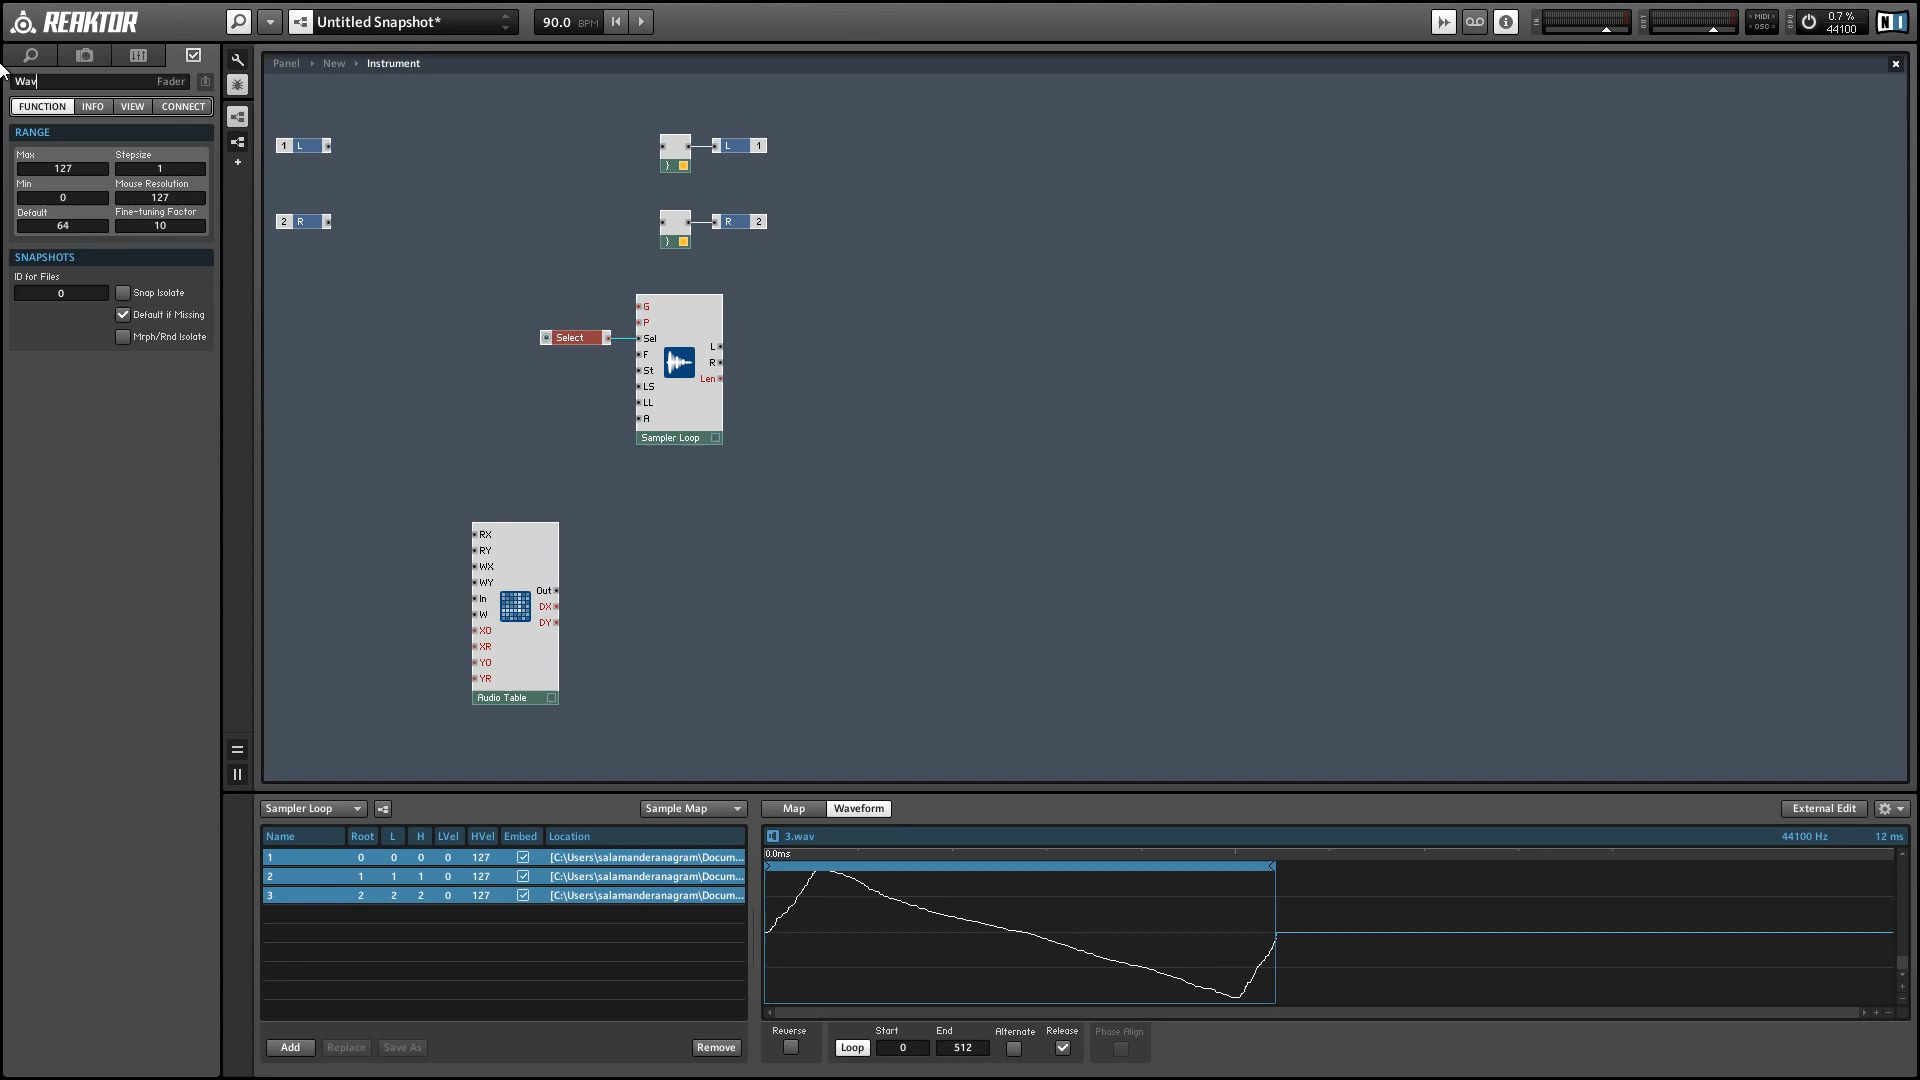 REAKTOR
Untitled Snapshot*
90.0 BPM
IN
OUT
MIDI
OSC
CPU
0.7 %
44100
NI
Wav Fader
FUNCTION INFO VIEW CONNECT
RANGE
Max Stepsize
127 1
Min Mouse Resolution
0 127
Default Fine-tuning Factor
64 10
SNAPSHOTS
ID for Files
0 Snap Isolate
Default if Missing
Mrph/Rnd Isolate
Panel New Instrument
1 L
L 1
2 R
R 2
G
P
Select
Sel
F
St
LS
LL
A
L
R
Len
Sampler Loop
RX
RY
WX
WY
In
W
XO
XR
YO
YR
Out
DX
DY
Audio Table
Sampler Loop Sample Map
Name Root L H LVel HVel Embed Location
1 0 0 0 0 127 [C:\Users\salamanderanagram\Docum...
2 1 1 1 0 127 [C:\Users\salamanderanagram\Docum...
3 2 2 2 0 127 [C:\Users\salamanderanagram\Docum...
Add Replace Save As Remove
Map Waveform External Edit
3.wav 44100 Hz 12 ms
0.0ms
Reverse Start End Alternate Release Phase Align
Loop 0 512